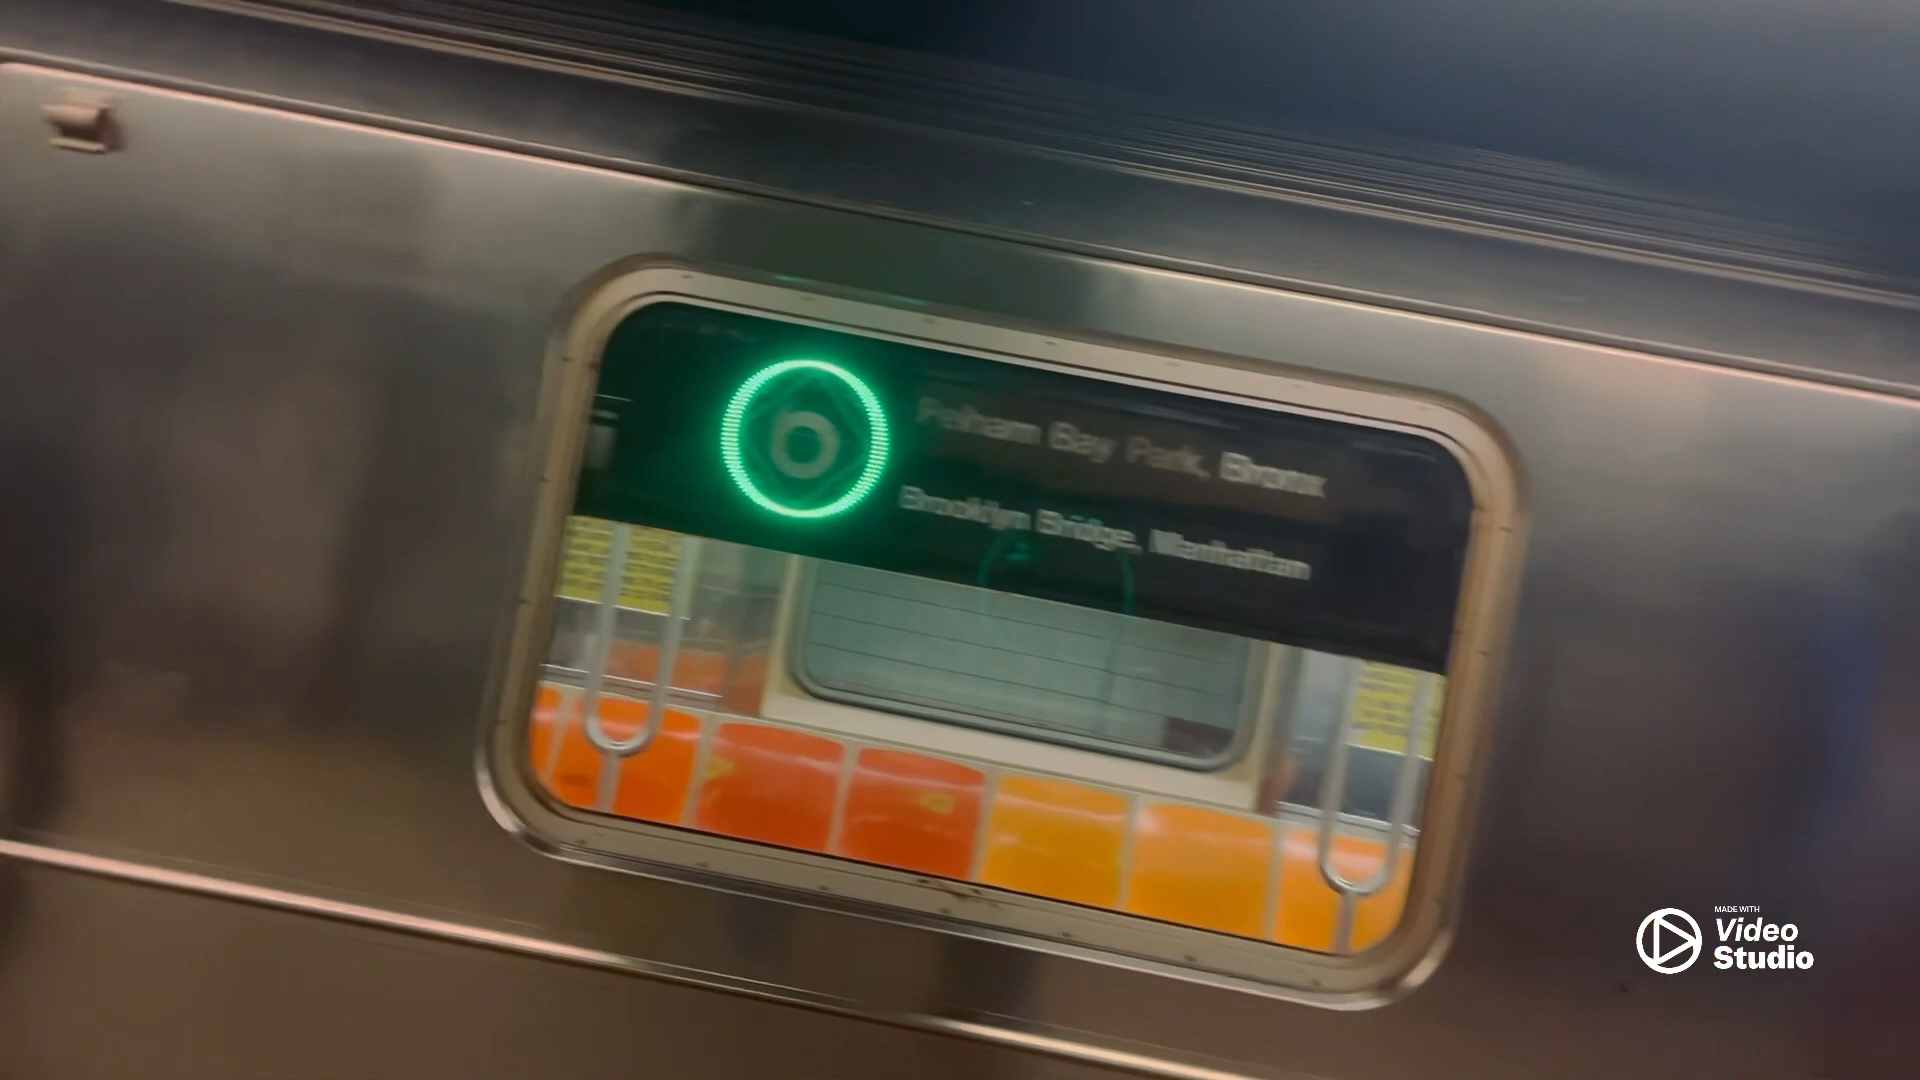 6
Pelham Bay Park, Bronx
Brooklyn Bridge, Manhattan
MADE WITH
Video
Studio